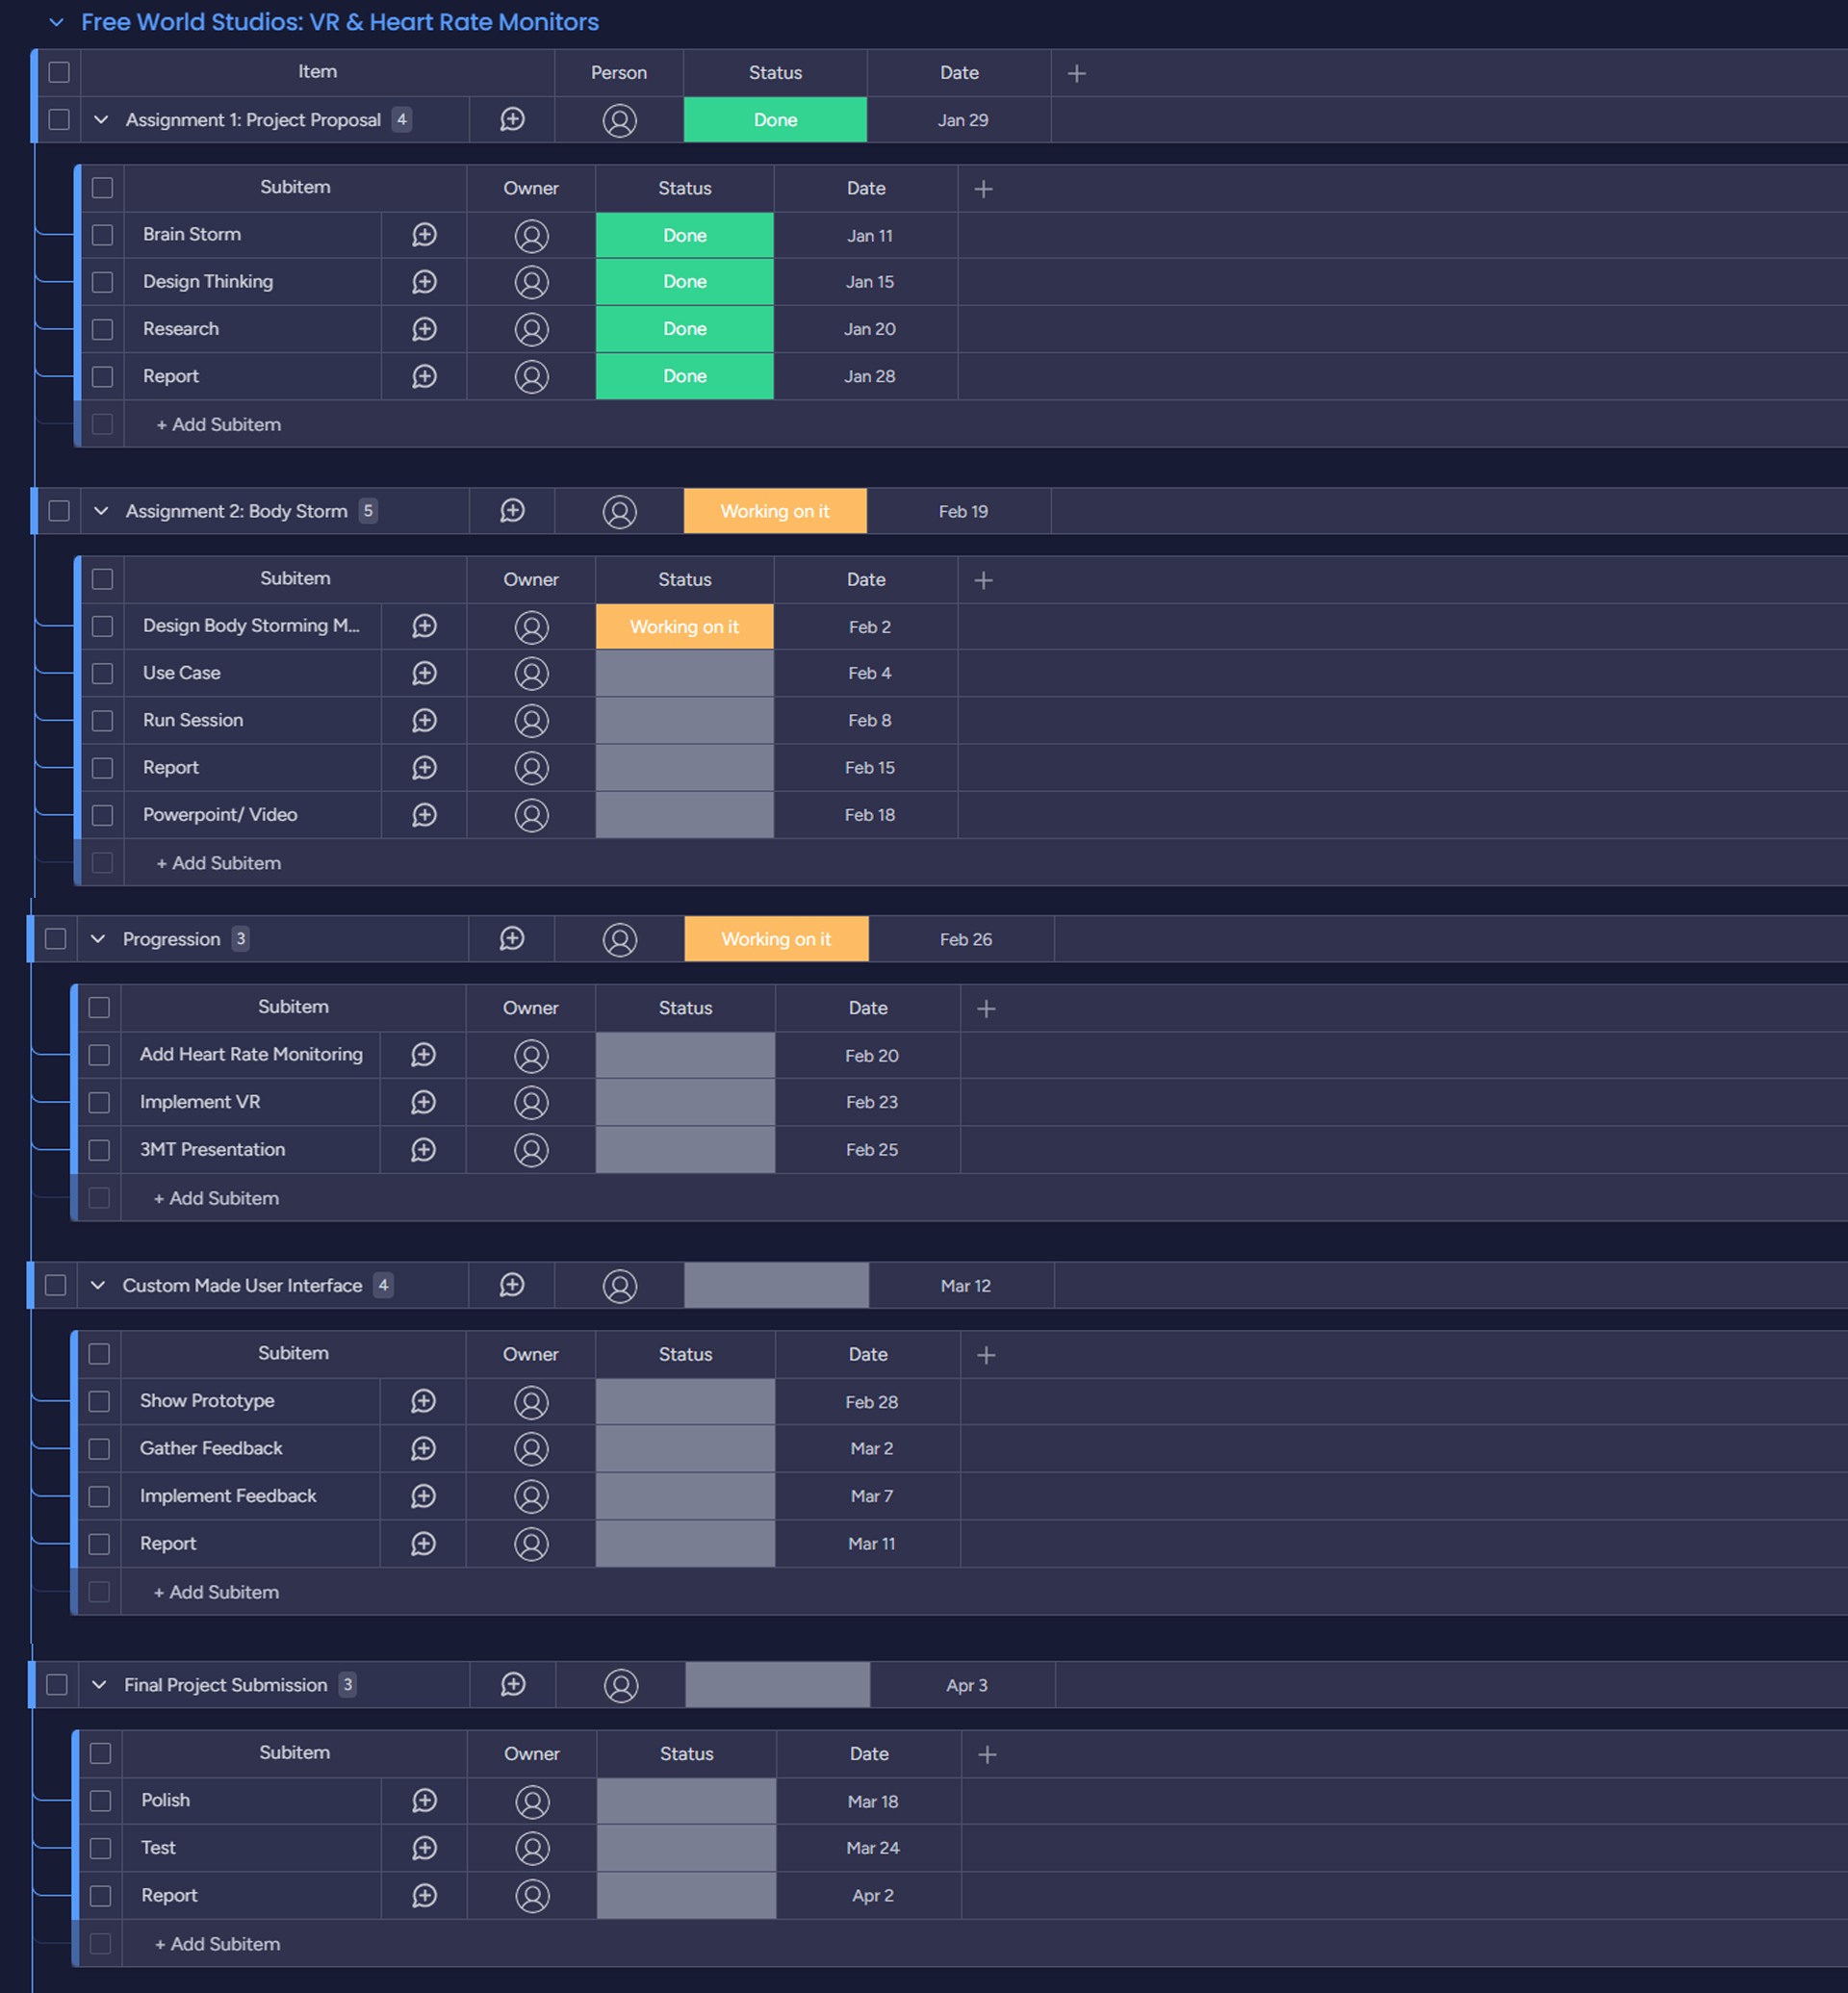 Free World Studios: VR & Heart Rate Monitors
Item Person Status Date
Assignment 1: Project Proposal 4 Done Jan 29
Subitem Owner Status Date
Brain Storm Done Jan 11
Design Thinking Done Jan 15
Research Done Jan 20
Report Done Jan 28
+ Add Subitem
Assignment 2: Body Storm 5 Working on it Feb 19
Subitem Owner Status Date
Design Body Storming M... Working on it Feb 2
Use Case Feb 4
Run Session Feb 8
Report Feb 15
Powerpoint/ Video Feb 18
+ Add Subitem
Progression 3 Working on it Feb 26
Subitem Owner Status Date
Add Heart Rate Monitoring Feb 20
Implement VR Feb 23
3MT Presentation Feb 25
+ Add Subitem
Custom Made User Interface 4 Mar 12
Subitem Owner Status Date
Show Prototype Feb 28
Gather Feedback Mar 2
Implement Feedback Mar 7
Report Mar 11
+ Add Subitem
Final Project Submission 3 Apr 3
Subitem Owner Status Date
Polish Mar 18
Test Mar 24
Report Apr 2
+ Add Subitem